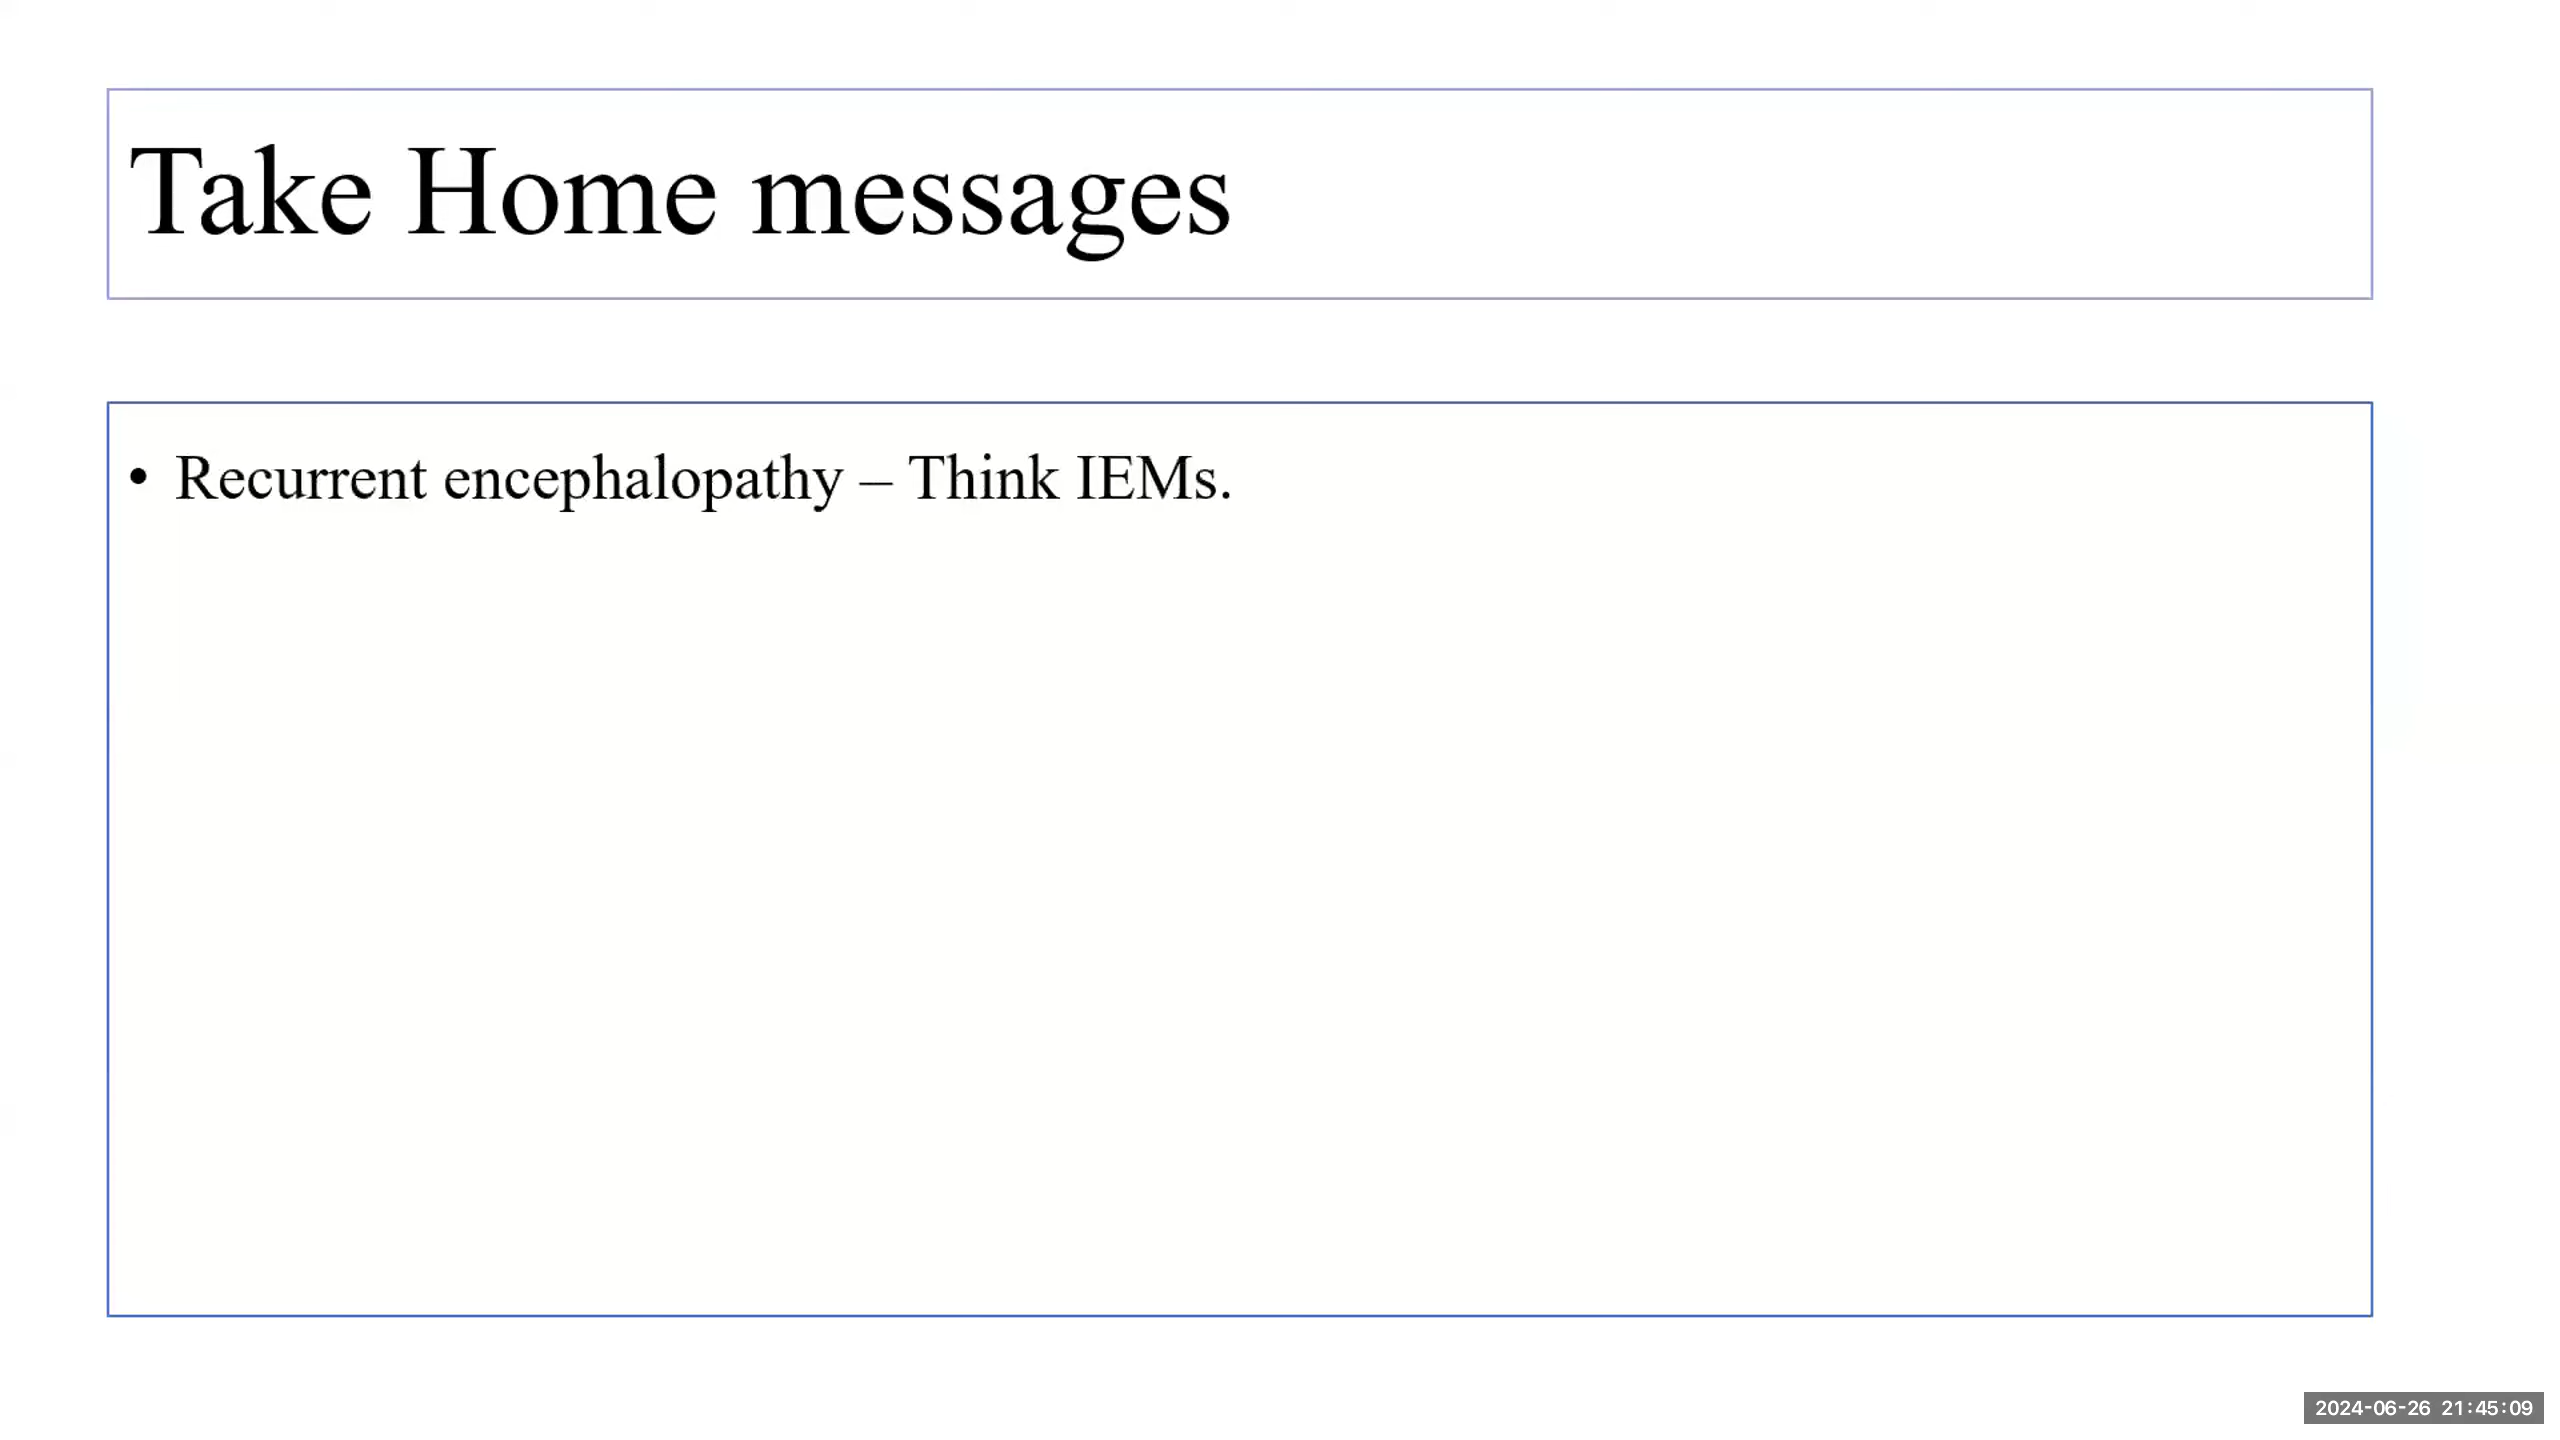 Take Home messages
• Recurrent encephalopathy – Think IEMs.
2024-06-26 21:45:09